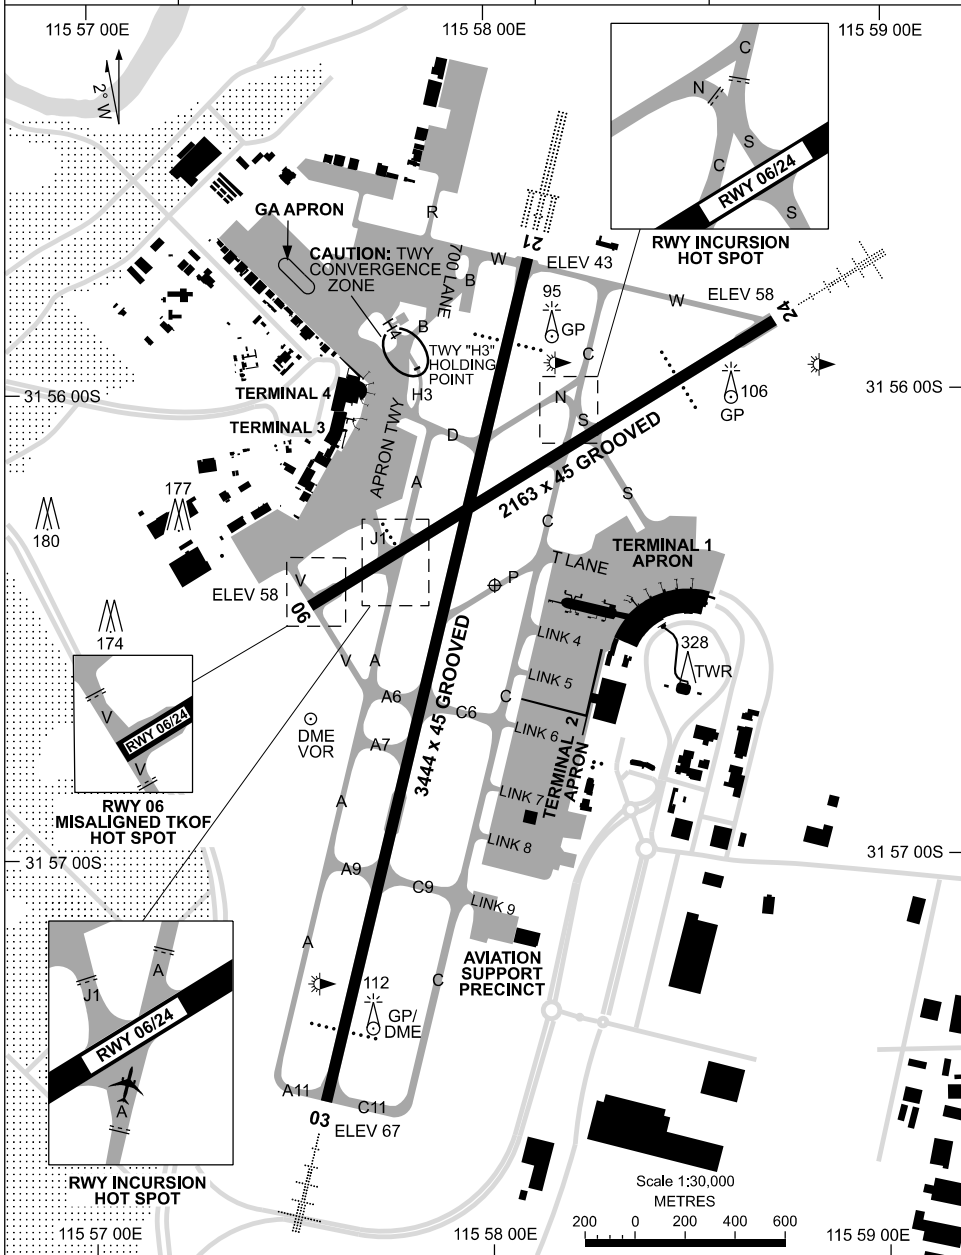 115 57 00E
115 58 00E
115 59 00E
2° W
C
N
S
C
RWY 06/24
S
RWY INCURSION
HOT SPOT
GA APRON
R
CAUTION: TWY
CONVERGENCE
ZONE
700 LANE
B
W
21
ELEV 43
W
ELEV 58
24
95
GP
H4
B
TWY "H3"
HOLDING
POINT
C
106
GP
31 56 00S
31 56 00S
TERMINAL 4
H3
N
TERMINAL 3
D
S
APRON TWY
A
2163 x 45 GROOVED
S
177
180
J1
C
TERMINAL 1
APRON
T LANE
V
P
ELEV 58
06
174
LINK 4
328
TWR
V
A
LINK 5
A6
C
C6
LINK 6
DME
VOR
A7
3444 x 45 GROOVED
TERMINAL 2
APRON
V
RWY 06/24
V
RWY 06
MISALIGNED TKOF
HOT SPOT
A
LINK 7
LINK 8
31 57 00S
31 57 00S
A9
C9
LINK 9
A
AVIATION
SUPPORT
PRECINCT
C
112
GP/
DME
A
J1
RWY 06/24
A
A11
C11
03
ELEV 67
RWY INCURSION
HOT SPOT
Scale 1:30,000
METRES
200 0 200 400 600
115 57 00E
115 58 00E
115 59 00E